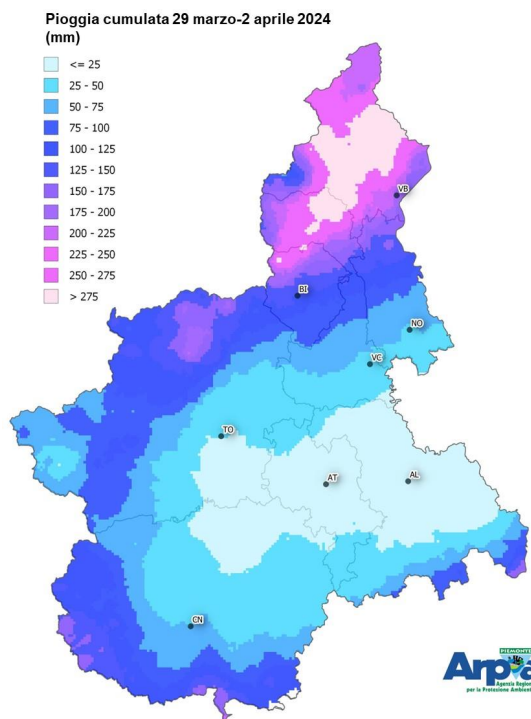 Pioggia cumulata 29 marzo-2 aprile 2024
(mm)
<= 25
25 - 50
50 - 75
75 - 100
100 - 125
125 - 150
150 - 175
175 - 200
200 - 225
225 - 250
250 - 275
> 275
VB
BI
NO
VC
TO
AT
AL
CN
PIEMONTE
Arpa
Agenzia Region
per la Protezione Ambient